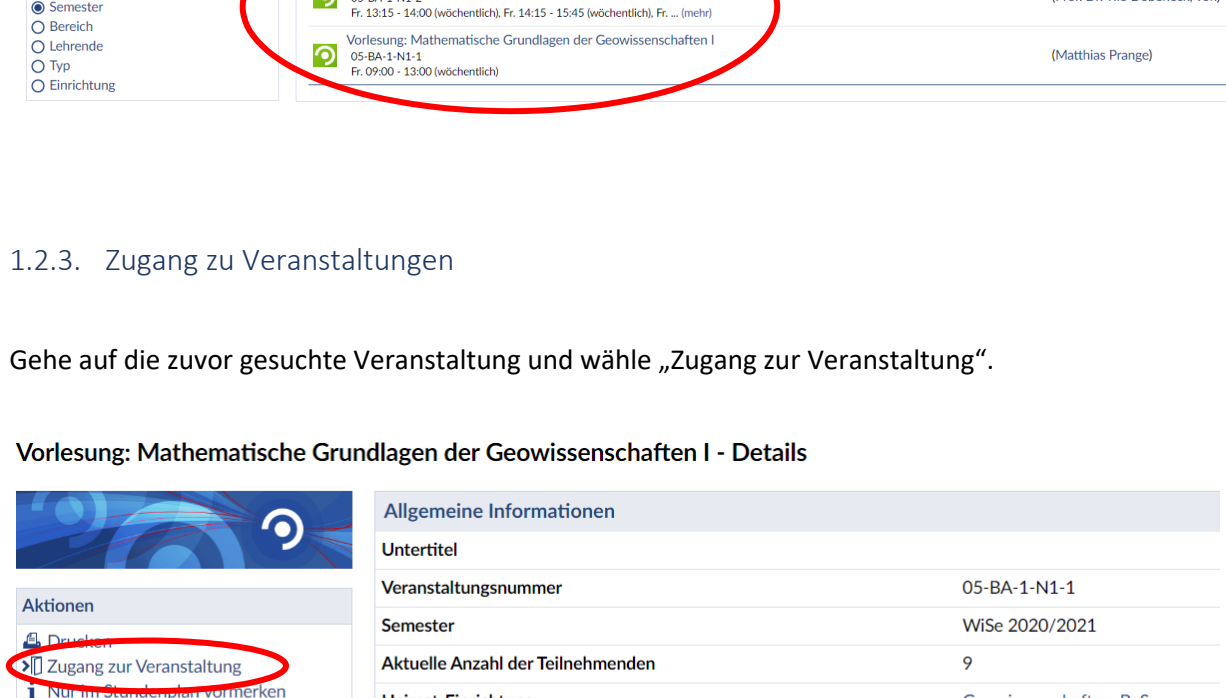 Semester
Bereich
Lehrende
Typ
Einrichtung
Fr. 13:15 - 14:00 (wöchentlich), Fr. 14:15 - 15:45 (wöchentlich), Fr. ... (mehr)
Vorlesung: Mathematische Grundlagen der Geowissenschaften I
05-BA-1-N1-1
Fr. 09:00 - 13:00 (wöchentlich)
(Matthias Prange)
1.2.3. Zugang zu Veranstaltungen
Gehe auf die zuvor gesuchte Veranstaltung und wähle „Zugang zur Veranstaltung“.
Vorlesung: Mathematische Grundlagen der Geowissenschaften I - Details
Aktionen
Drucken
Zugang zur Veranstaltung
Nur im Stundenplan vormerken
Allgemeine Informationen
Untertitel
Veranstaltungsnummer 05-BA-1-N1-1
Semester WiSe 2020/2021
Aktuelle Anzahl der Teilnehmenden 9